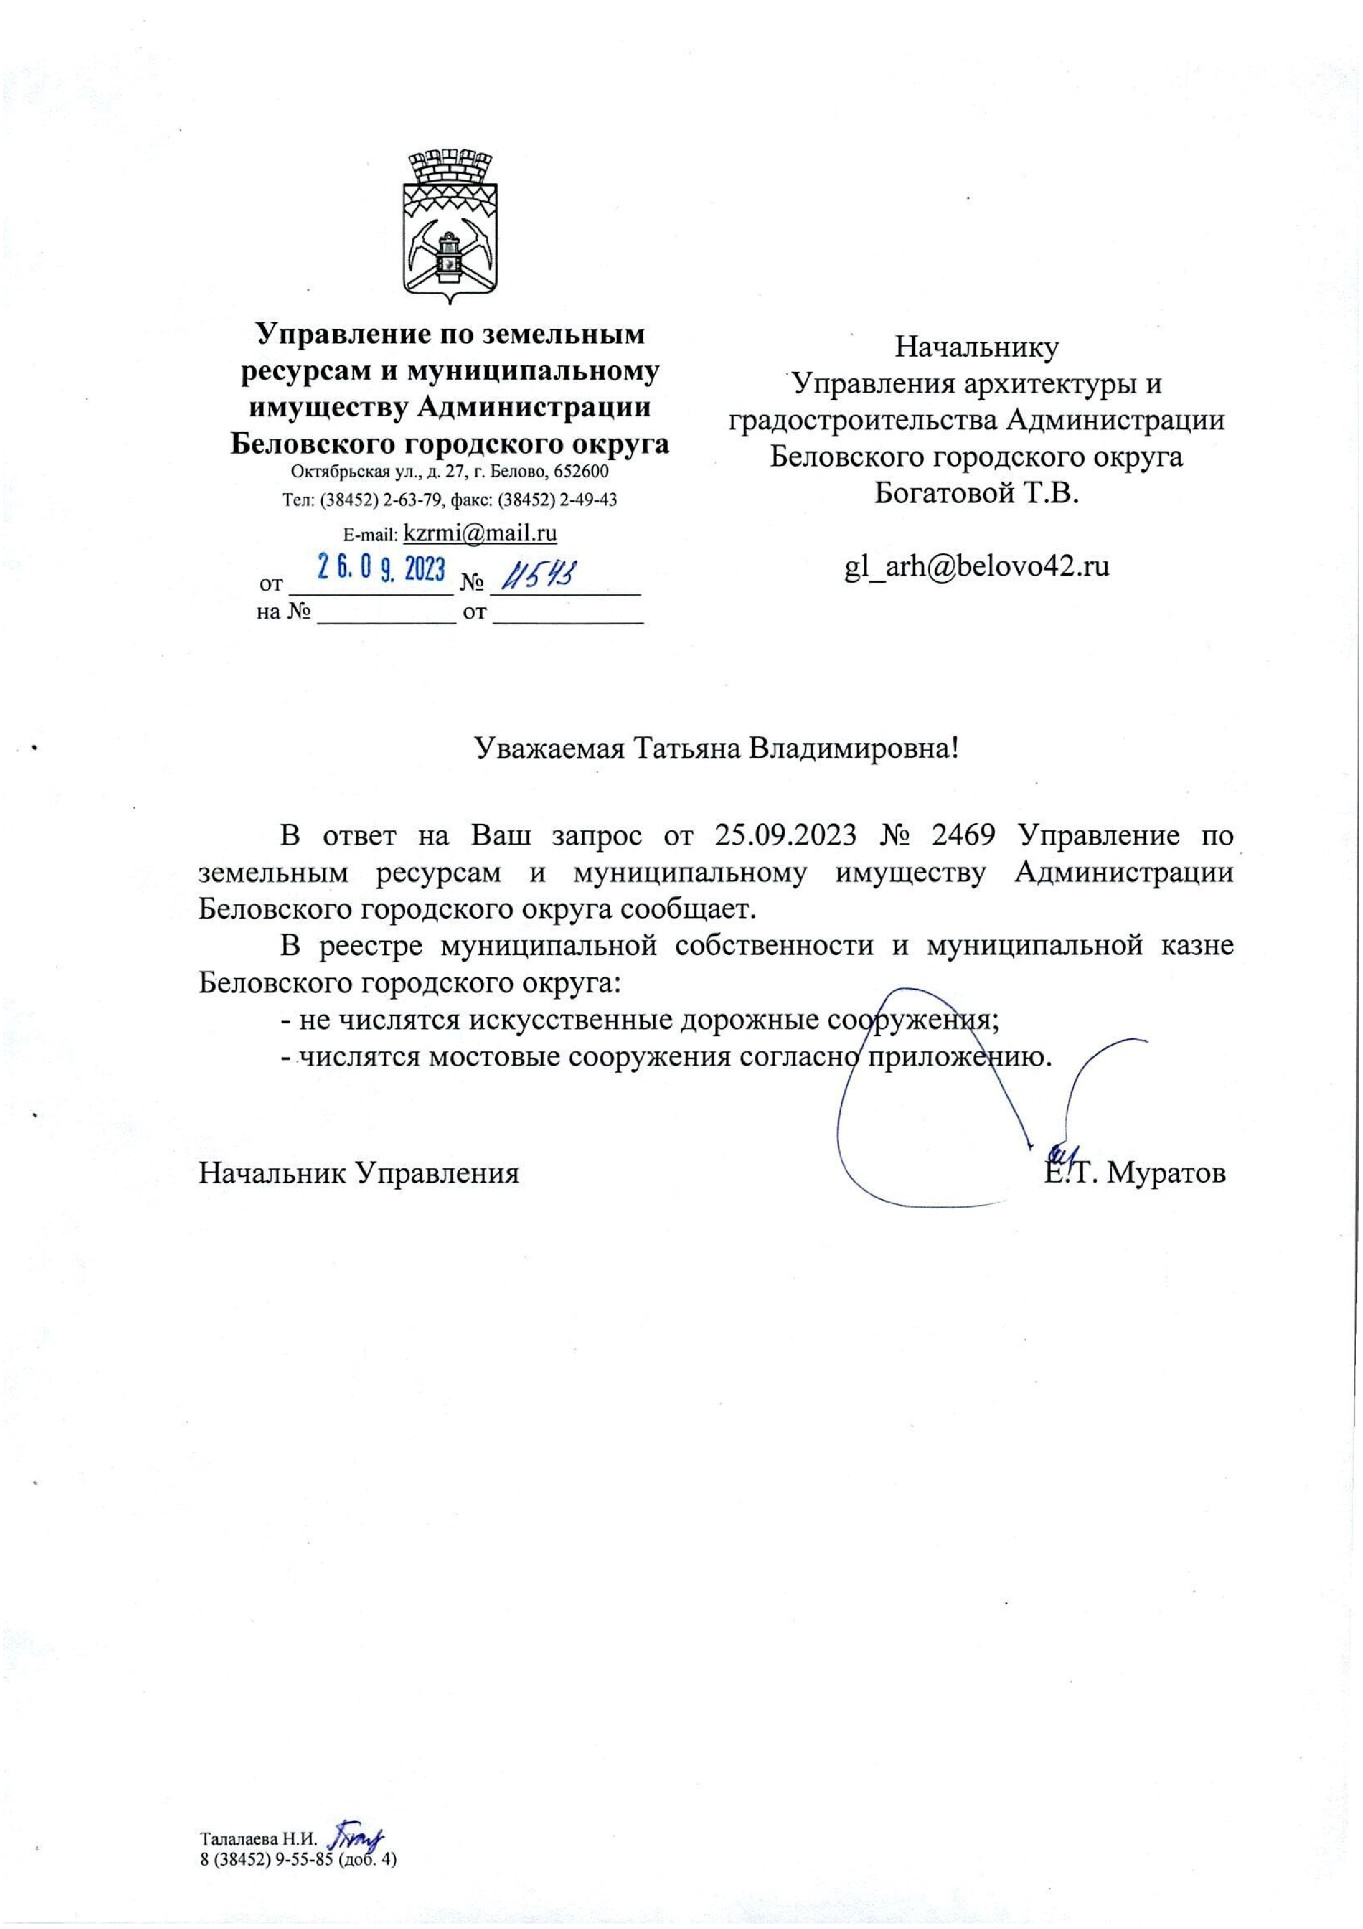 Управление по земельным
ресурсам и муниципальному
имуществу Администрации
Беловского городского округа
Октябрьская ул., д. 27, г. Белово, 652600
Тел: (38452) 2-63-79, факс: (38452) 2-49-43
E-mail: kzrmi@mail.ru
от 26.09.2023 №
на № ____________ от _____________
Начальнику
Управления архитектуры и
градостроительства Администрации
Беловского городского округа
Богатовой Т.В.
gl_arh@belovo42.ru
Уважаемая Татьяна Владимировна!
В ответ на Ваш запрос от 25.09.2023 № 2469 Управление по
земельным ресурсам и муниципальному имуществу Администрации
Беловского городского округа сообщает.
В реестре муниципальной собственности и муниципальной казне
Беловского городского округа:
- не числятся искусственные дорожные сооружения;
- числятся мостовые сооружения согласно приложению.
Начальник Управления Е.Т. Муратов
Талалаева Н.И.
8 (38452) 9-55-85 (доб. 4)